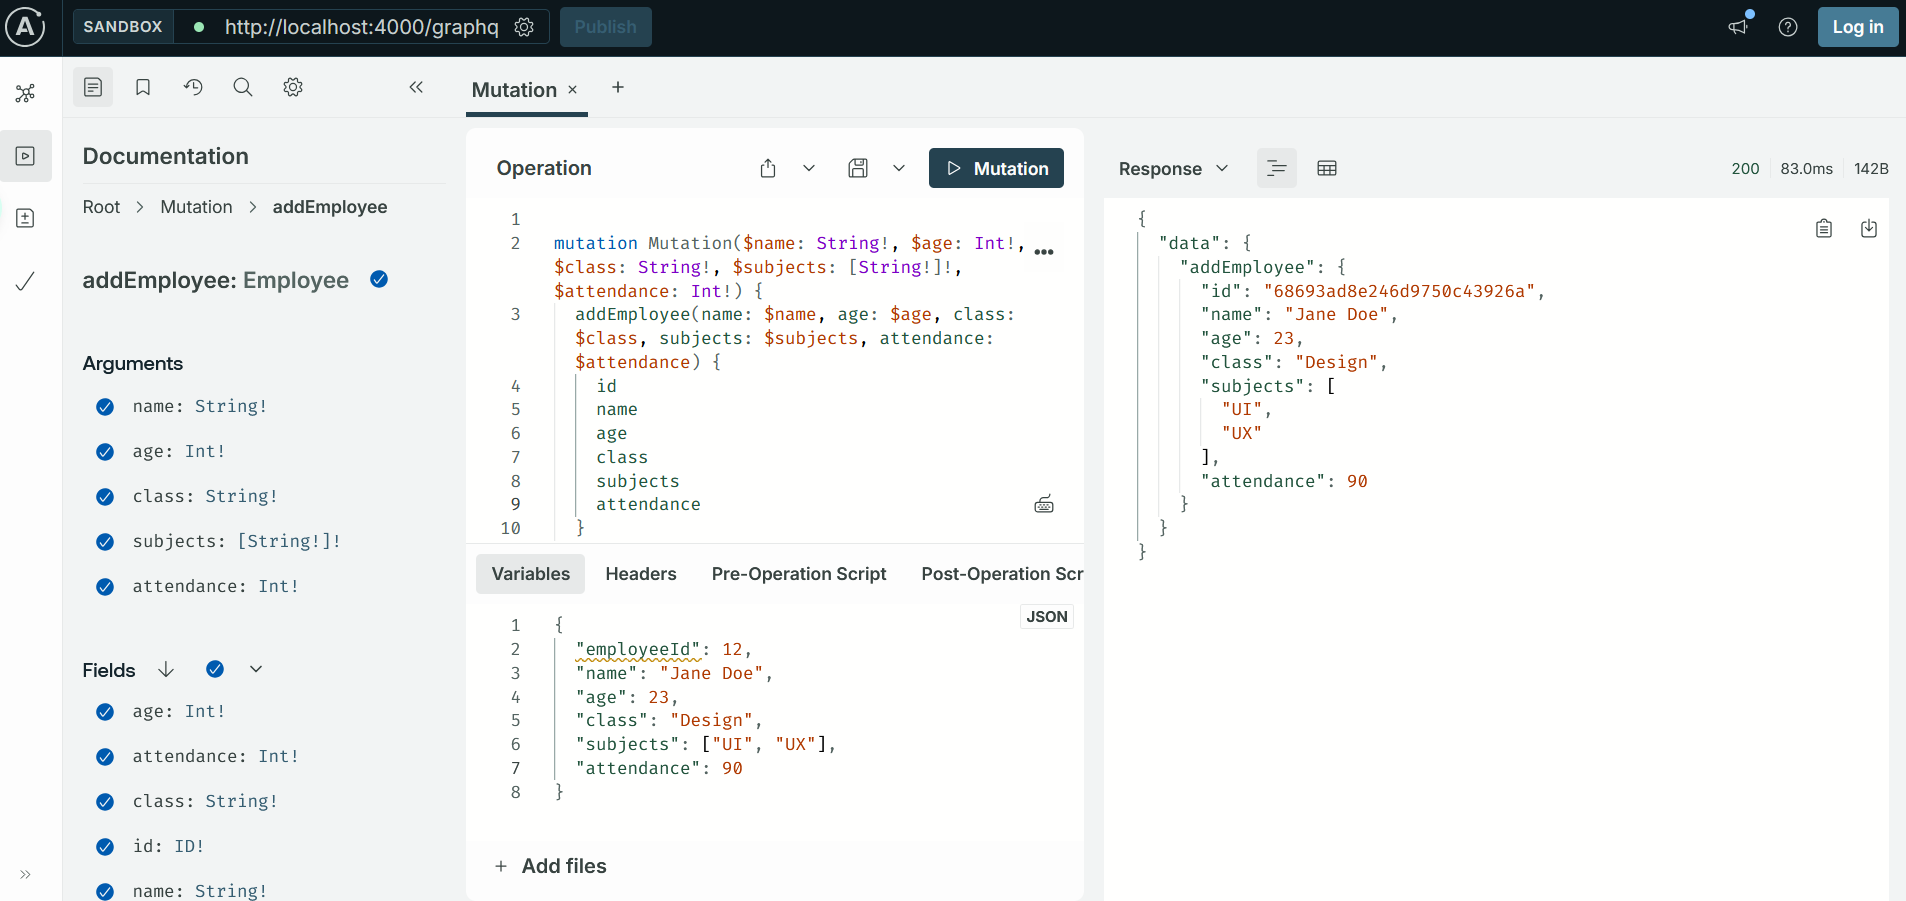 A SANDBOX http://localhost:4000/graphq Publish Log in
Mutation × +
Documentation
Root > Mutation > addEmployee
addEmployee: Employee
Arguments
name: String!
age: Int!
class: String!
subjects: [String!]!
attendance: Int!
Fields
age: Int!
attendance: Int!
class: String!
id: ID!
name: String!
Operation
Mutation
1
2 mutation Mutation($name: String!, $age: Int!,
$class: String!, $subjects: [String!]!,
$attendance: Int!) {
3 addEmployee(name: $name, age: $age, class:
$class, subjects: $subjects, attendance:
$attendance) {
4 id
5 name
6 age
7 class
8 subjects
9 attendance
10 }
Variables Headers Pre-Operation Script Post-Operation Scr
JSON
1 {
2 "employeeId": 12,
3 "name": "Jane Doe",
4 "age": 23,
5 "class": "Design",
6 "subjects": ["UI", "UX"],
7 "attendance": 90
8 }
+ Add files
Response 200 83.0ms 142B
{
"data": {
"addEmployee": {
"id": "68693ad8e246d9750c43926a",
"name": "Jane Doe",
"age": 23,
"class": "Design",
"subjects": [
"UI",
"UX"
],
"attendance": 90
}
}
}